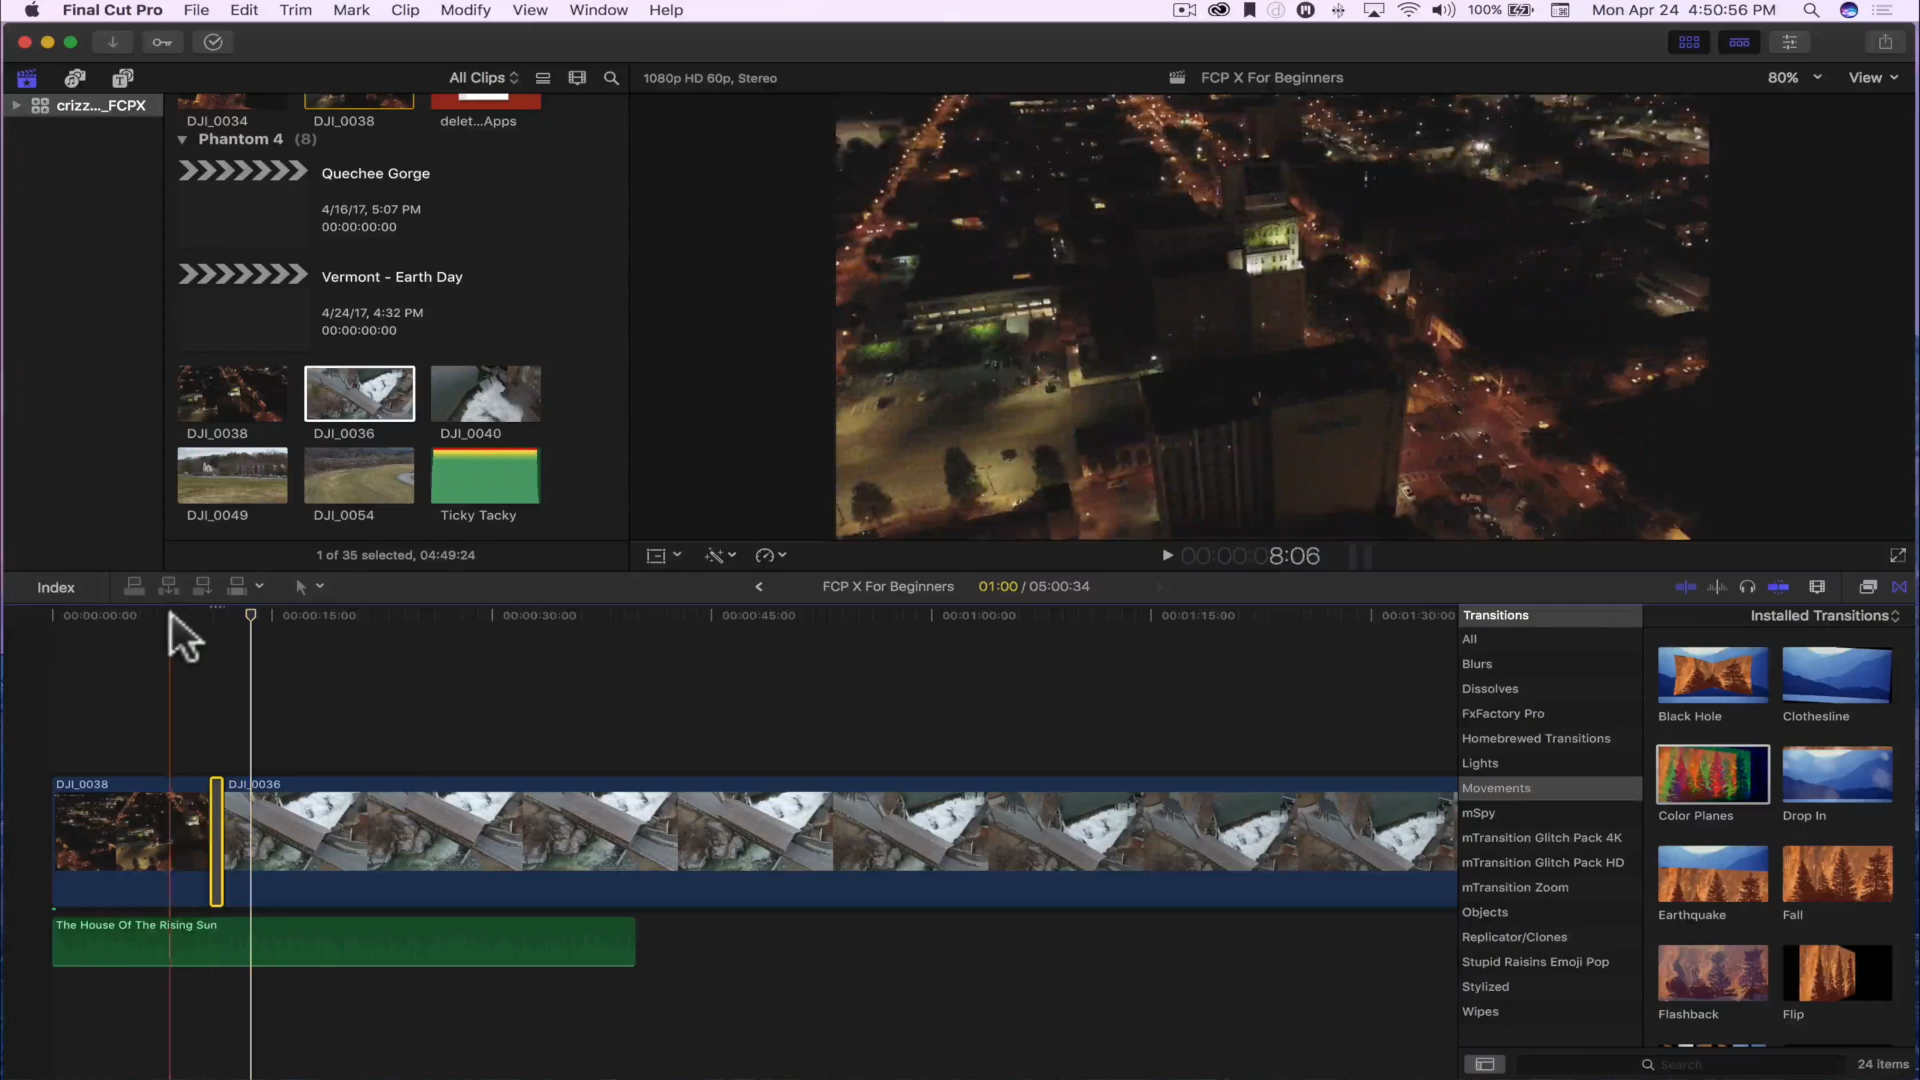 Final Cut Pro File Edit Trim Mark Clip Modify View Window Help 100% Mon Apr 24 4:50:56 PM
All Clips 1080p HD 60p, Stereo FCP X For Beginners 80% View
crizz..._FCPX
DJI_0034 DJI_0038 delet...Apps
Phantom 4 (8)
Quechee Gorge
4/16/17, 5:07 PM
00:00:00:00
Vermont - Earth Day
4/24/17, 4:32 PM
00:00:00:00
DJI_0038 DJI_0036 DJI_0040
DJI_0049 DJI_0054 Ticky Tacky
1 of 35 selected, 04:49:24 00:00:08:06
Index FCP X For Beginners 01:00 / 05:00:34
00:00:00:00 00:00:15:00 00:00:30:00 00:00:45:00 00:01:00:00 00:01:15:00 00:01:30:00
DJI_0038 DJI_0036
The House Of The Rising Sun
Transitions Installed Transitions
All
Blurs
Dissolves
FxFactory Pro
Homebrewed Transitions
Lights
Movements
mSpy
mTransition Glitch Pack 4K
mTransition Glitch Pack HD
mTransition Zoom
Objects
Replicator/Clones
Stupid Raisins Emoji Pop
Stylized
Wipes
Black Hole Clothesline
Color Planes Drop In
Earthquake Fall
Flashback Flip
Search 24 items